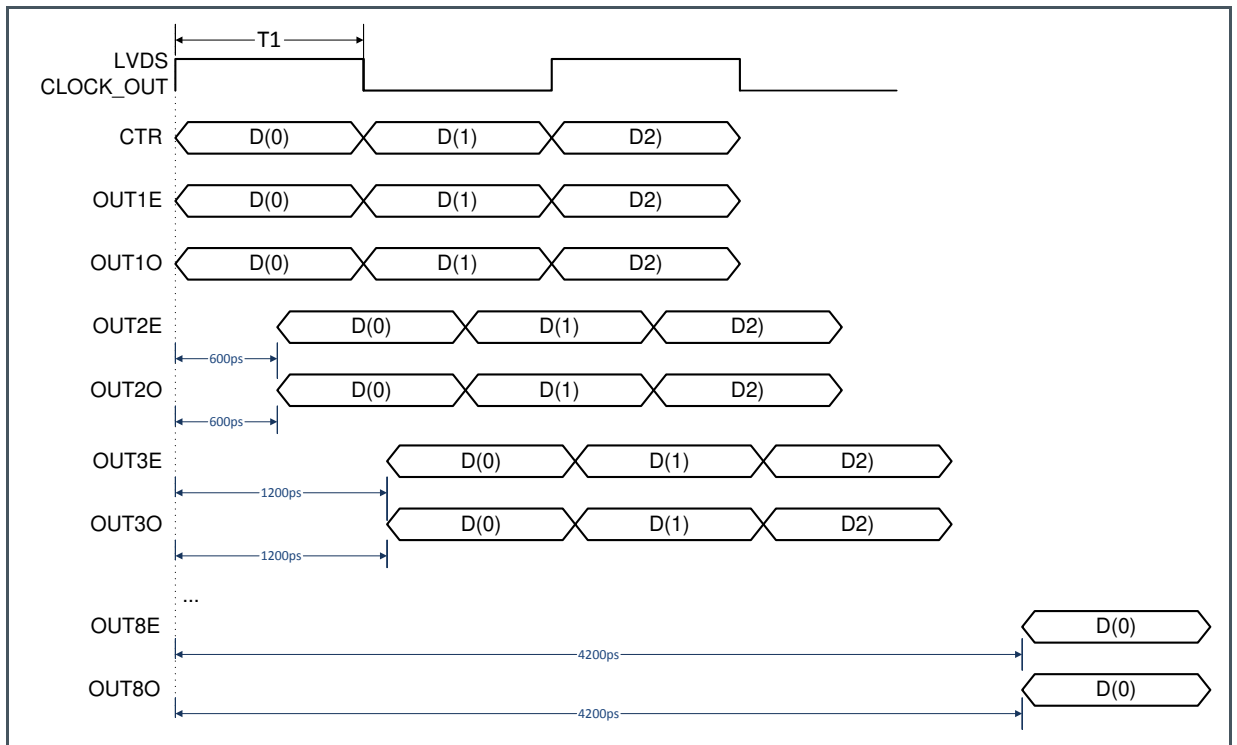 T1
LVDS
CLOCK_OUT
CTR D(0) D(1) D2)
OUT1E D(0) D(1) D2)
OUT1O D(0) D(1) D2)
OUT2E D(0) D(1) D2)
600ps
OUT2O D(0) D(1) D2)
600ps
OUT3E D(0) D(1) D2)
1200ps
OUT3O D(0) D(1) D2)
1200ps
...
OUT8E D(0)
4200ps
OUT8O D(0)
4200ps